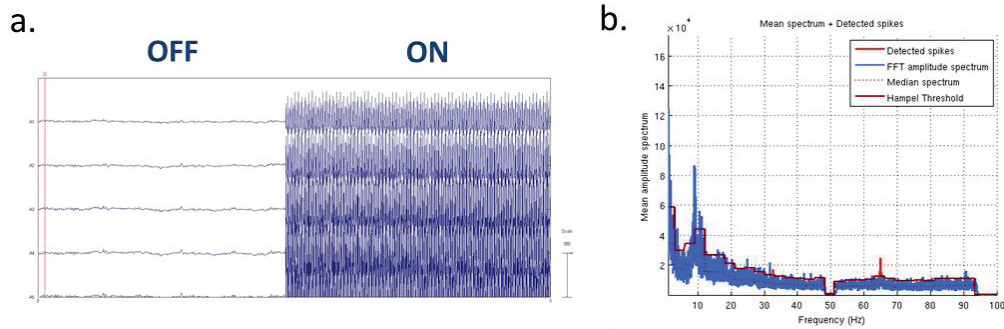 a.
OFF
ON
A1
A2
A3
A4
A5
Scale
300
b.
Mean spectrum + Detected spikes
× 10⁴
Detected spikes
FFT amplitude spectrum
Median spectrum
Hampel Threshold
Mean amplitude spectrum
16
14
12
10
8
6
4
2
10 20 30 40 50 60 70 80 90 100
Frequency (Hz)